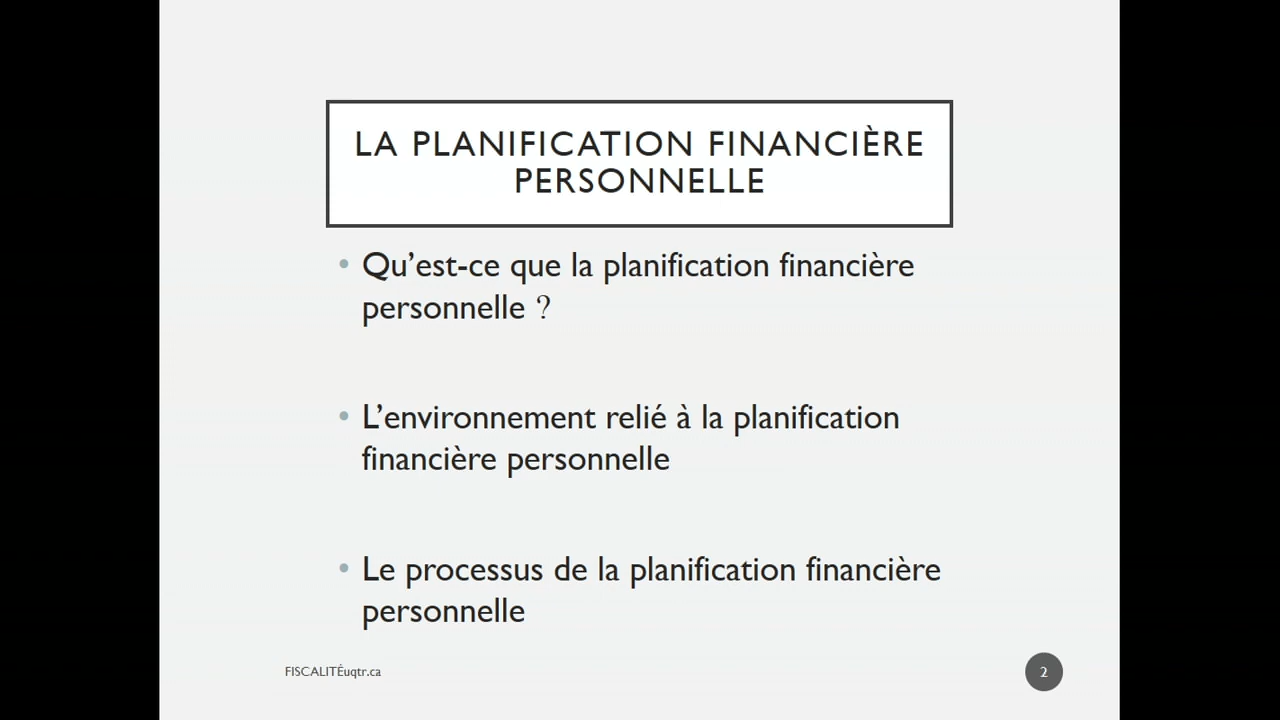 LA PLANIFICATION FINANCIÈRE
PERSONNELLE
• Qu’est-ce que la planification financière
personnelle ?
• L’environnement relié à la planification
financière personnelle
• Le processus de la planification financière
personnelle
FISCALITÉuqtr.ca
2